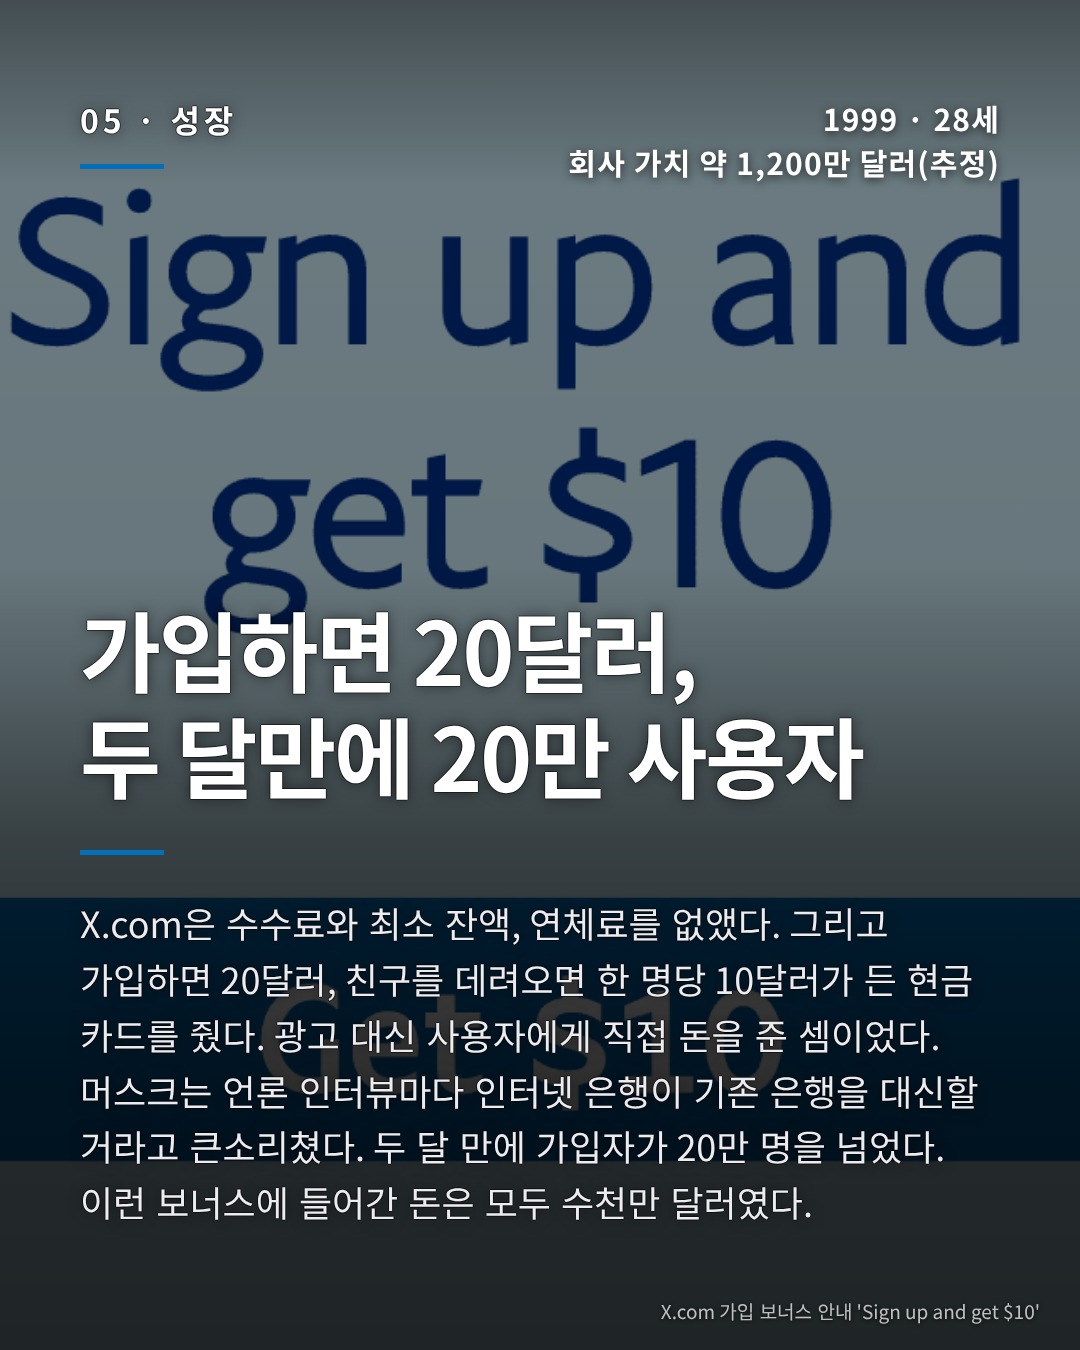 05 · 성장
1999 · 28세
회사 가치 약 1,200만 달러(추정)
Sign up and
get $10
가입하면 20달러,
두 달만에 20만 사용자
X.com은 수수료와 최소 잔액, 연체료를 없앴다. 그리고
가입하면 20달러, 친구를 데려오면 한 명당 10달러가 든 현금
카드를 줬다. 광고 대신 사용자에게 직접 돈을 준 셈이었다.
머스크는 언론 인터뷰마다 인터넷 은행이 기존 은행을 대신할
거라고 큰소리쳤다. 두 달 만에 가입자가 20만 명을 넘었다.
이런 보너스에 들어간 돈은 모두 수천만 달러였다.
Get $10
X.com 가입 보너스 안내 'Sign up and get $10'